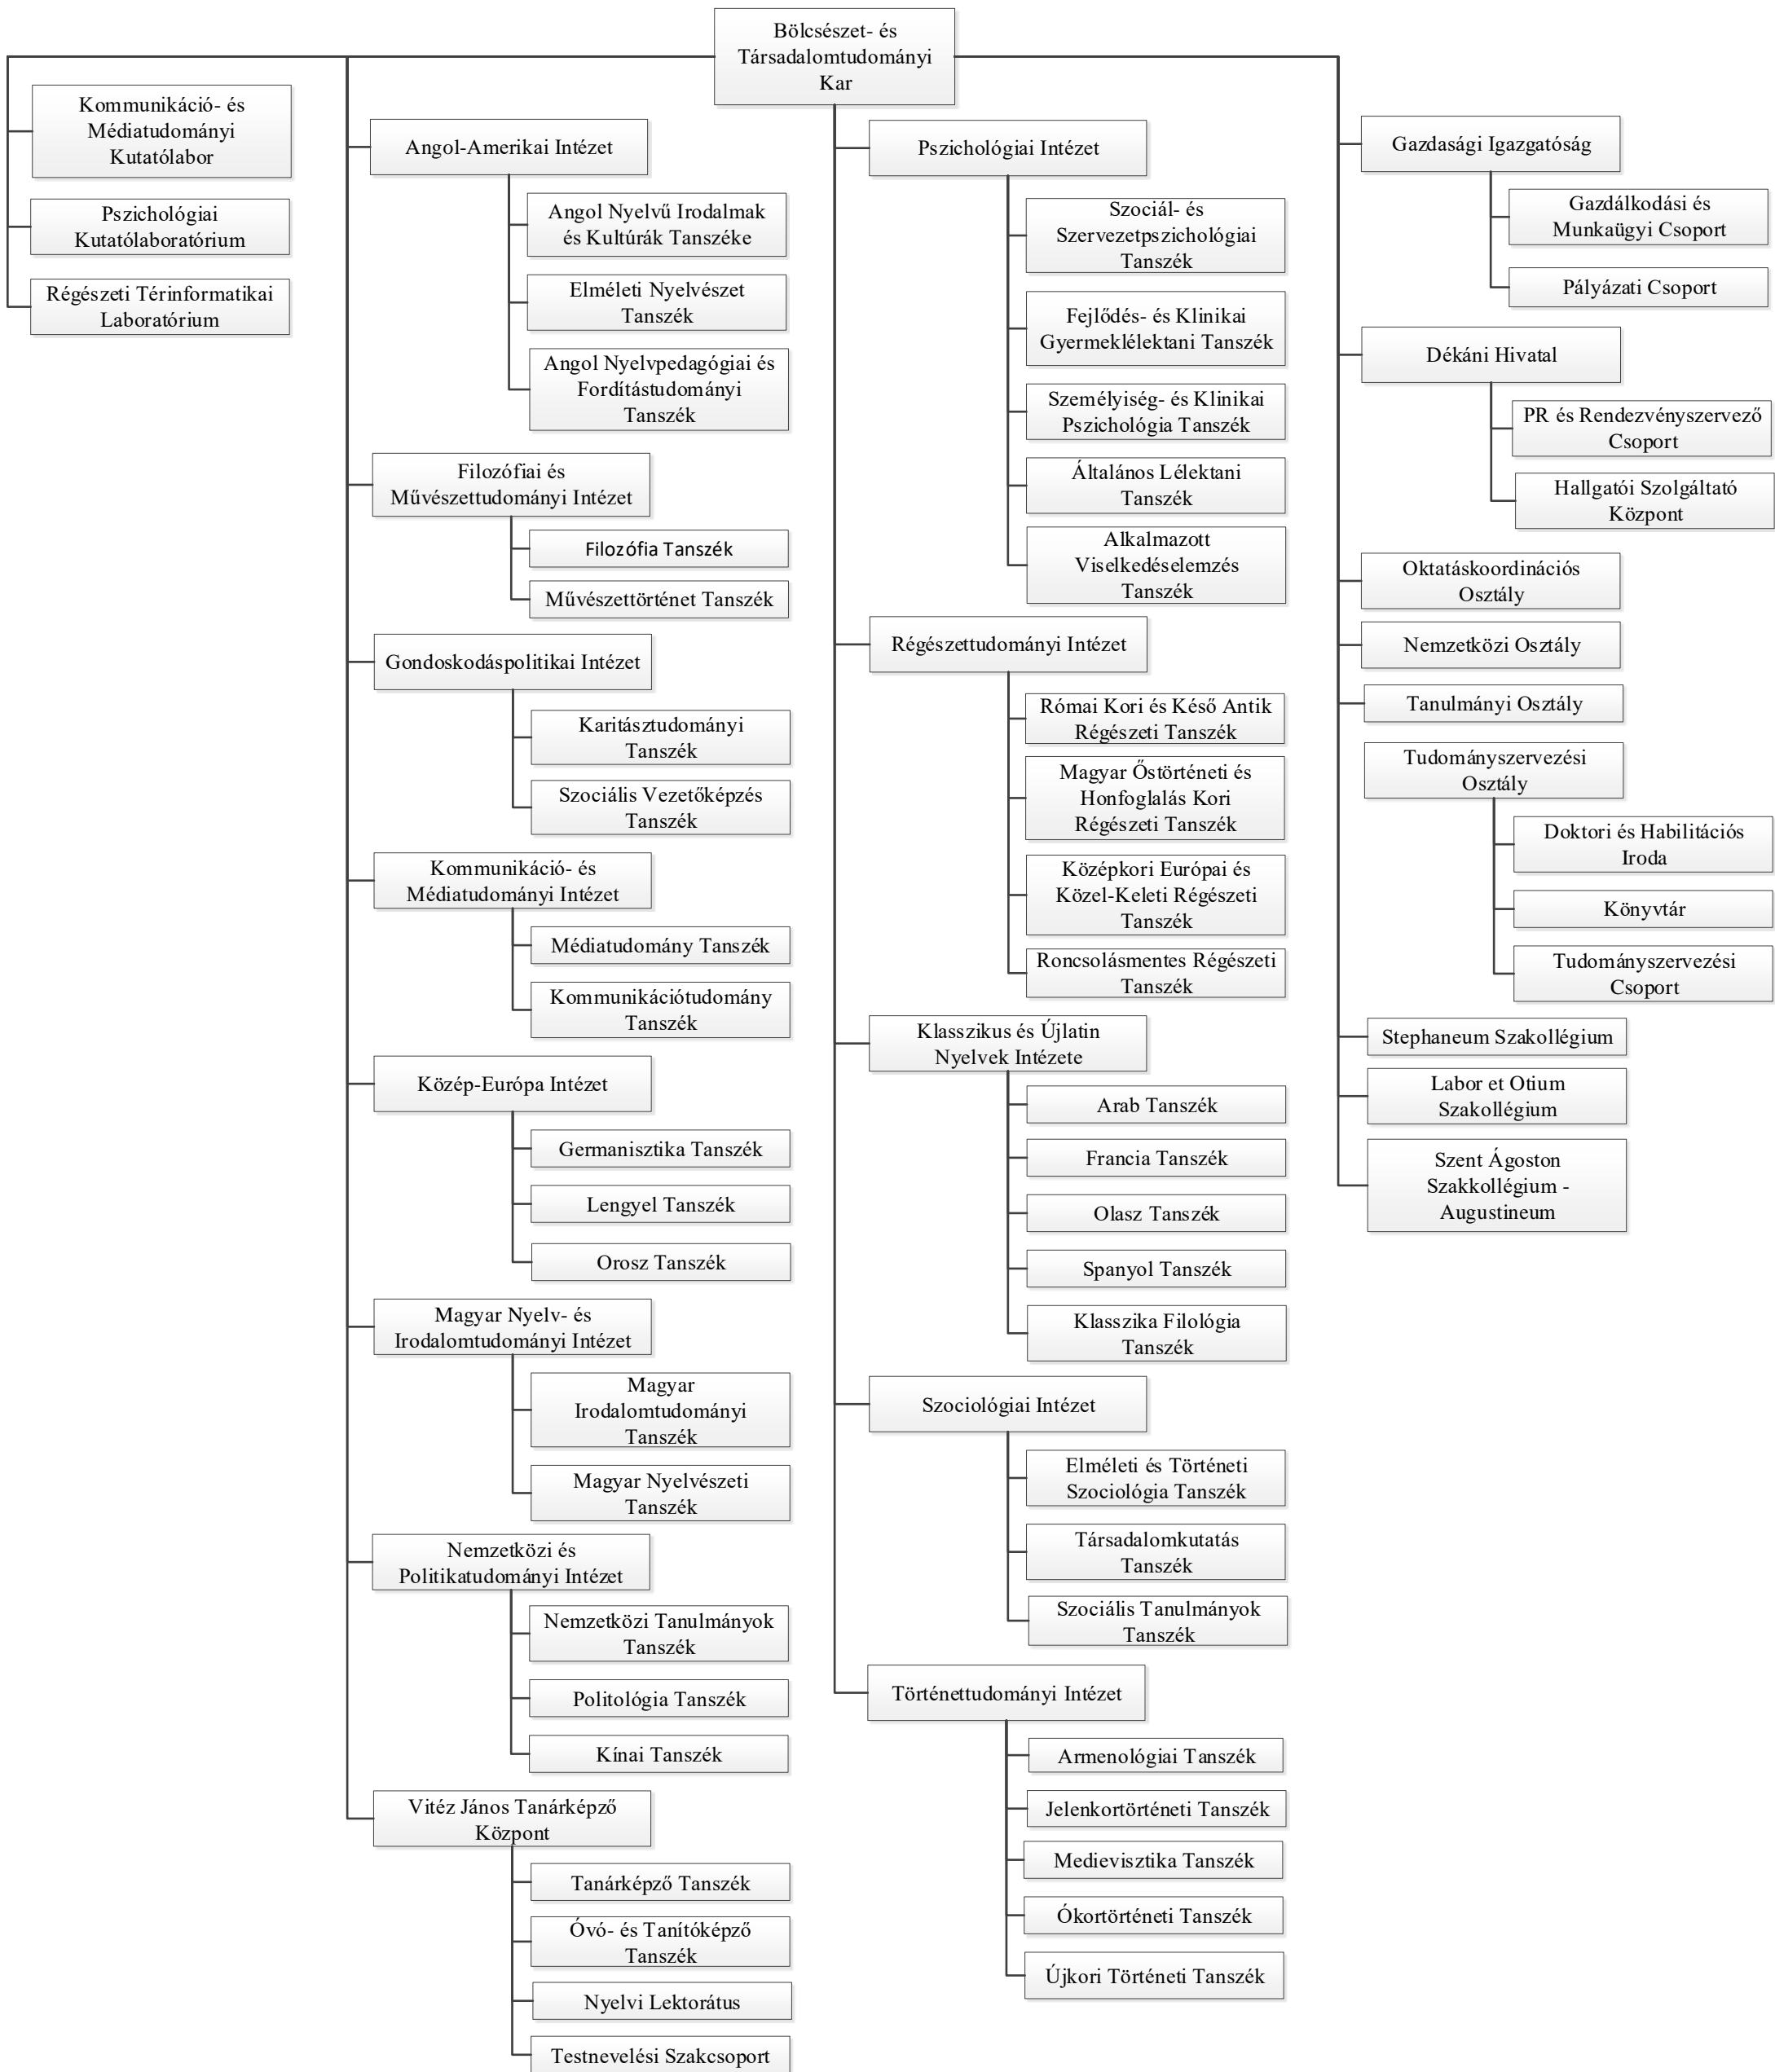 Bölcsészet- és
Társadalomtudományi
Kar
Kommunikáció- és
Médiatudományi
Kutatólabor
Pszichológiai
Kutatólaboratórium
Régészeti Térinformatikai
Laboratórium
Angol-Amerikai Intézet
Angol Nyelvű Irodalmak
és Kultúrák Tanszéke
Elméleti Nyelvészet
Tanszék
Angol Nyelvpedagógiai és
Fordítástudományi
Tanszék
Filozófiai és
Művészettudományi Intézet
Filozófia Tanszék
Művészettörténet Tanszék
Gondoskodáspolitikai Intézet
Karitásztudományi
Tanszék
Szociális Vezetőképzés
Tanszék
Kommunikáció- és
Médiatudományi Intézet
Médiatudomány Tanszék
Kommunikációtudomány
Tanszék
Közép-Európa Intézet
Germanisztika Tanszék
Lengyel Tanszék
Orosz Tanszék
Magyar Nyelv- és
Irodalomtudományi Intézet
Magyar
Irodalomtudományi
Tanszék
Magyar Nyelvészeti
Tanszék
Nemzetközi és
Politikatudományi Intézet
Nemzetközi Tanulmányok
Tanszék
Politológia Tanszék
Kínai Tanszék
Vitéz János Tanárképző
Központ
Tanárképző Tanszék
Óvó- és Tanítóképző
Tanszék
Nyelvi Lektorátus
Testnevelési Szakcsoport
Pszichológiai Intézet
Szociál- és
Szervezetpszichológiai
Tanszék
Fejlődés- és Klinikai
Gyermeklélektani Tanszék
Személyiség- és Klinikai
Pszichológia Tanszék
Általános Lélektani
Tanszék
Alkalmazott
Viselkedéselemzés
Tanszék
Régészettudományi Intézet
Római Kori és Késő Antik
Régészeti Tanszék
Magyar Őstörténeti és
Honfoglalás Kori
Régészeti Tanszék
Középkori Európai és
Közel-Keleti Régészeti
Tanszék
Roncsolásmentes Régészeti
Tanszék
Klasszikus és Újlatin
Nyelvek Intézete
Arab Tanszék
Francia Tanszék
Olasz Tanszék
Spanyol Tanszék
Klasszika Filológia
Tanszék
Szociológiai Intézet
Elméleti és Történeti
Szociológia Tanszék
Társadalomkutatás
Tanszék
Szociális Tanulmányok
Tanszék
Történettudományi Intézet
Armenológiai Tanszék
Jelenkortörténeti Tanszék
Medievisztika Tanszék
Ókortörténeti Tanszék
Újkori Történeti Tanszék
Gazdasági Igazgatóság
Gazdálkodási és
Munkaügyi Csoport
Pályázati Csoport
Dékáni Hivatal
PR és Rendezvényszervező
Csoport
Hallgatói Szolgáltató
Központ
Oktatáskoordinációs
Osztály
Nemzetközi Osztály
Tanulmányi Osztály
Tudományszervezési
Osztály
Doktori és Habilitációs
Iroda
Könyvtár
Tudományszervezési
Csoport
Stephaneum Szakollégium
Labor et Otium
Szakollégium
Szent Ágoston
Szakkollégium -
Augustineum